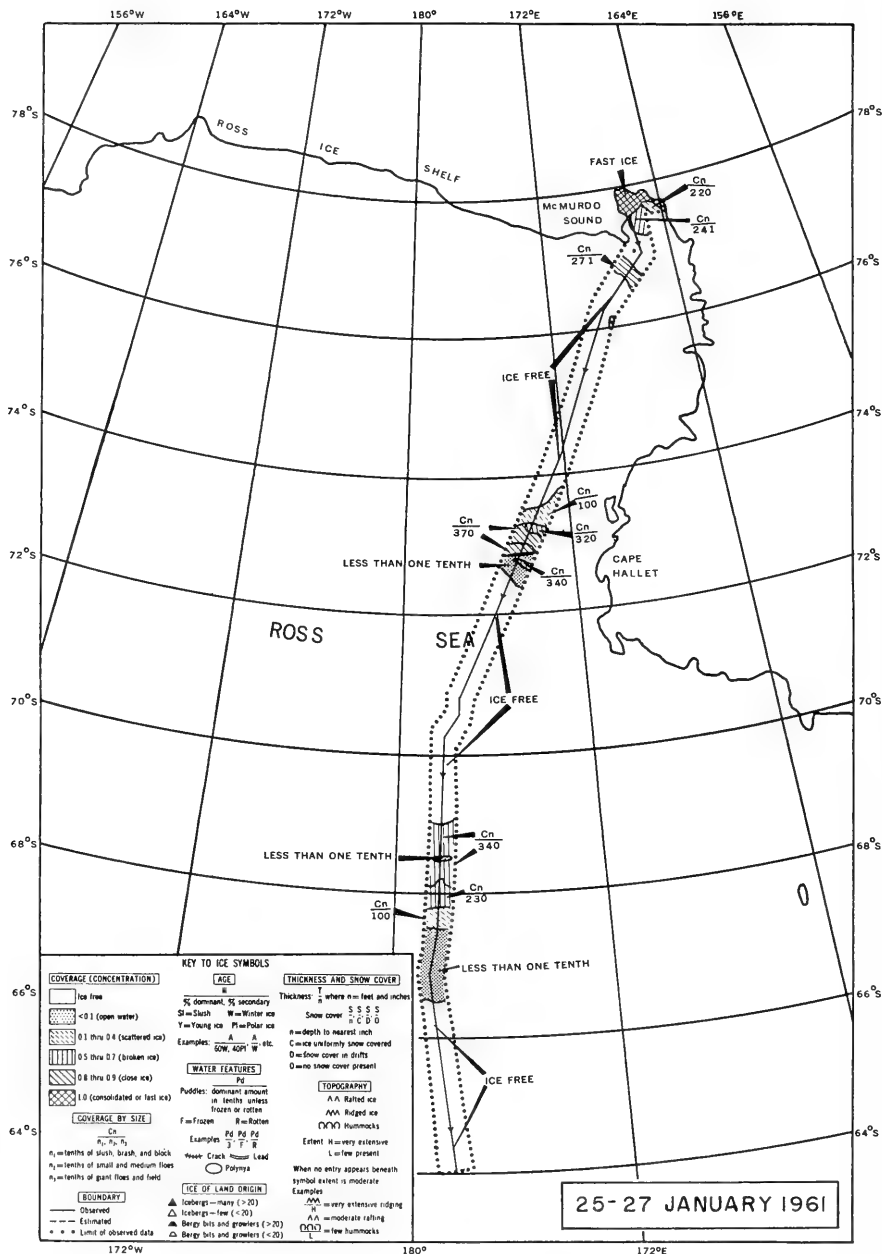 156°W 164°W 172°W 180° 172°E 164°E 156°E
78°S
78°S
ROSS
ICE
SHELF
FAST ICE
Cn
220
McMURDO
SOUND
Cn
241
76°S
Cn
271
76°S
ICE FREE
74°S
74°S
Cn
100
Cn
370
Cn
320
72°S
LESS THAN ONE TENTH
Cn
340
CAPE
HALLET
72°S
ROSS
SEA
70°S
ICE FREE
70°S
68°S
Cn
340
LESS THAN ONE TENTH
68°S
Cn
230
Cn
100
LESS THAN ONE TENTH
66°S
66°S
ICE FREE
64°S
64°S
KEY TO ICE SYMBOLS
COVERAGE (CONCENTRATION)
Ice free
<0.1 (open water)
0.1 thru 0.4 (scattered ice)
0.5 thru 0.7 (broken ice)
0.8 thru 0.9 (close ice)
1.0 (consolidated or fast ice)
COVERAGE BY SIZE
Cn
n₁, n₂, n₃
n₁=tenths of slush, brash, and block
n₂=tenths of small and medium floes
n₃=tenths of giant floes and field
BOUNDARY
Observed
Estimated
Limit of observed data
AGE
% dominant, % secondary
Sl=Slush W=Winter ice
Y=Young ice Pl=Polar ice
Examples: A/60W, 40Pl, A/W, etc.
WATER FEATURES
Pd
Puddles: dominant amount
in tenths unless
frozen or rotten
F=Frozen R=Rotten
Examples Pd/3, Pd/F, Pd/R
Crack Lead
Polynya
ICE OF LAND ORIGIN
Icebergs—many (>20)
Icebergs—few (<20)
Bergy bits and growlers (>20)
Bergy bits and growlers (<20)
THICKNESS AND SNOW COVER
Thickness: T/n where n=feet and inches
Snow cover S/n, S/C, S/D, S/O
n=depth to nearest inch
C=ice uniformly snow covered
D=snow cover in drifts
O=no snow cover present
TOPOGRAPHY
Rafted ice
Ridged ice
Hummocks
Extent H=very extensive
L=few present
When no entry appears beneath
symbol extent is moderate
Examples
H =very extensive ridging
=moderate rafting
L =few hummocks
25-27 JANUARY 1961
172°W 180° 172°E